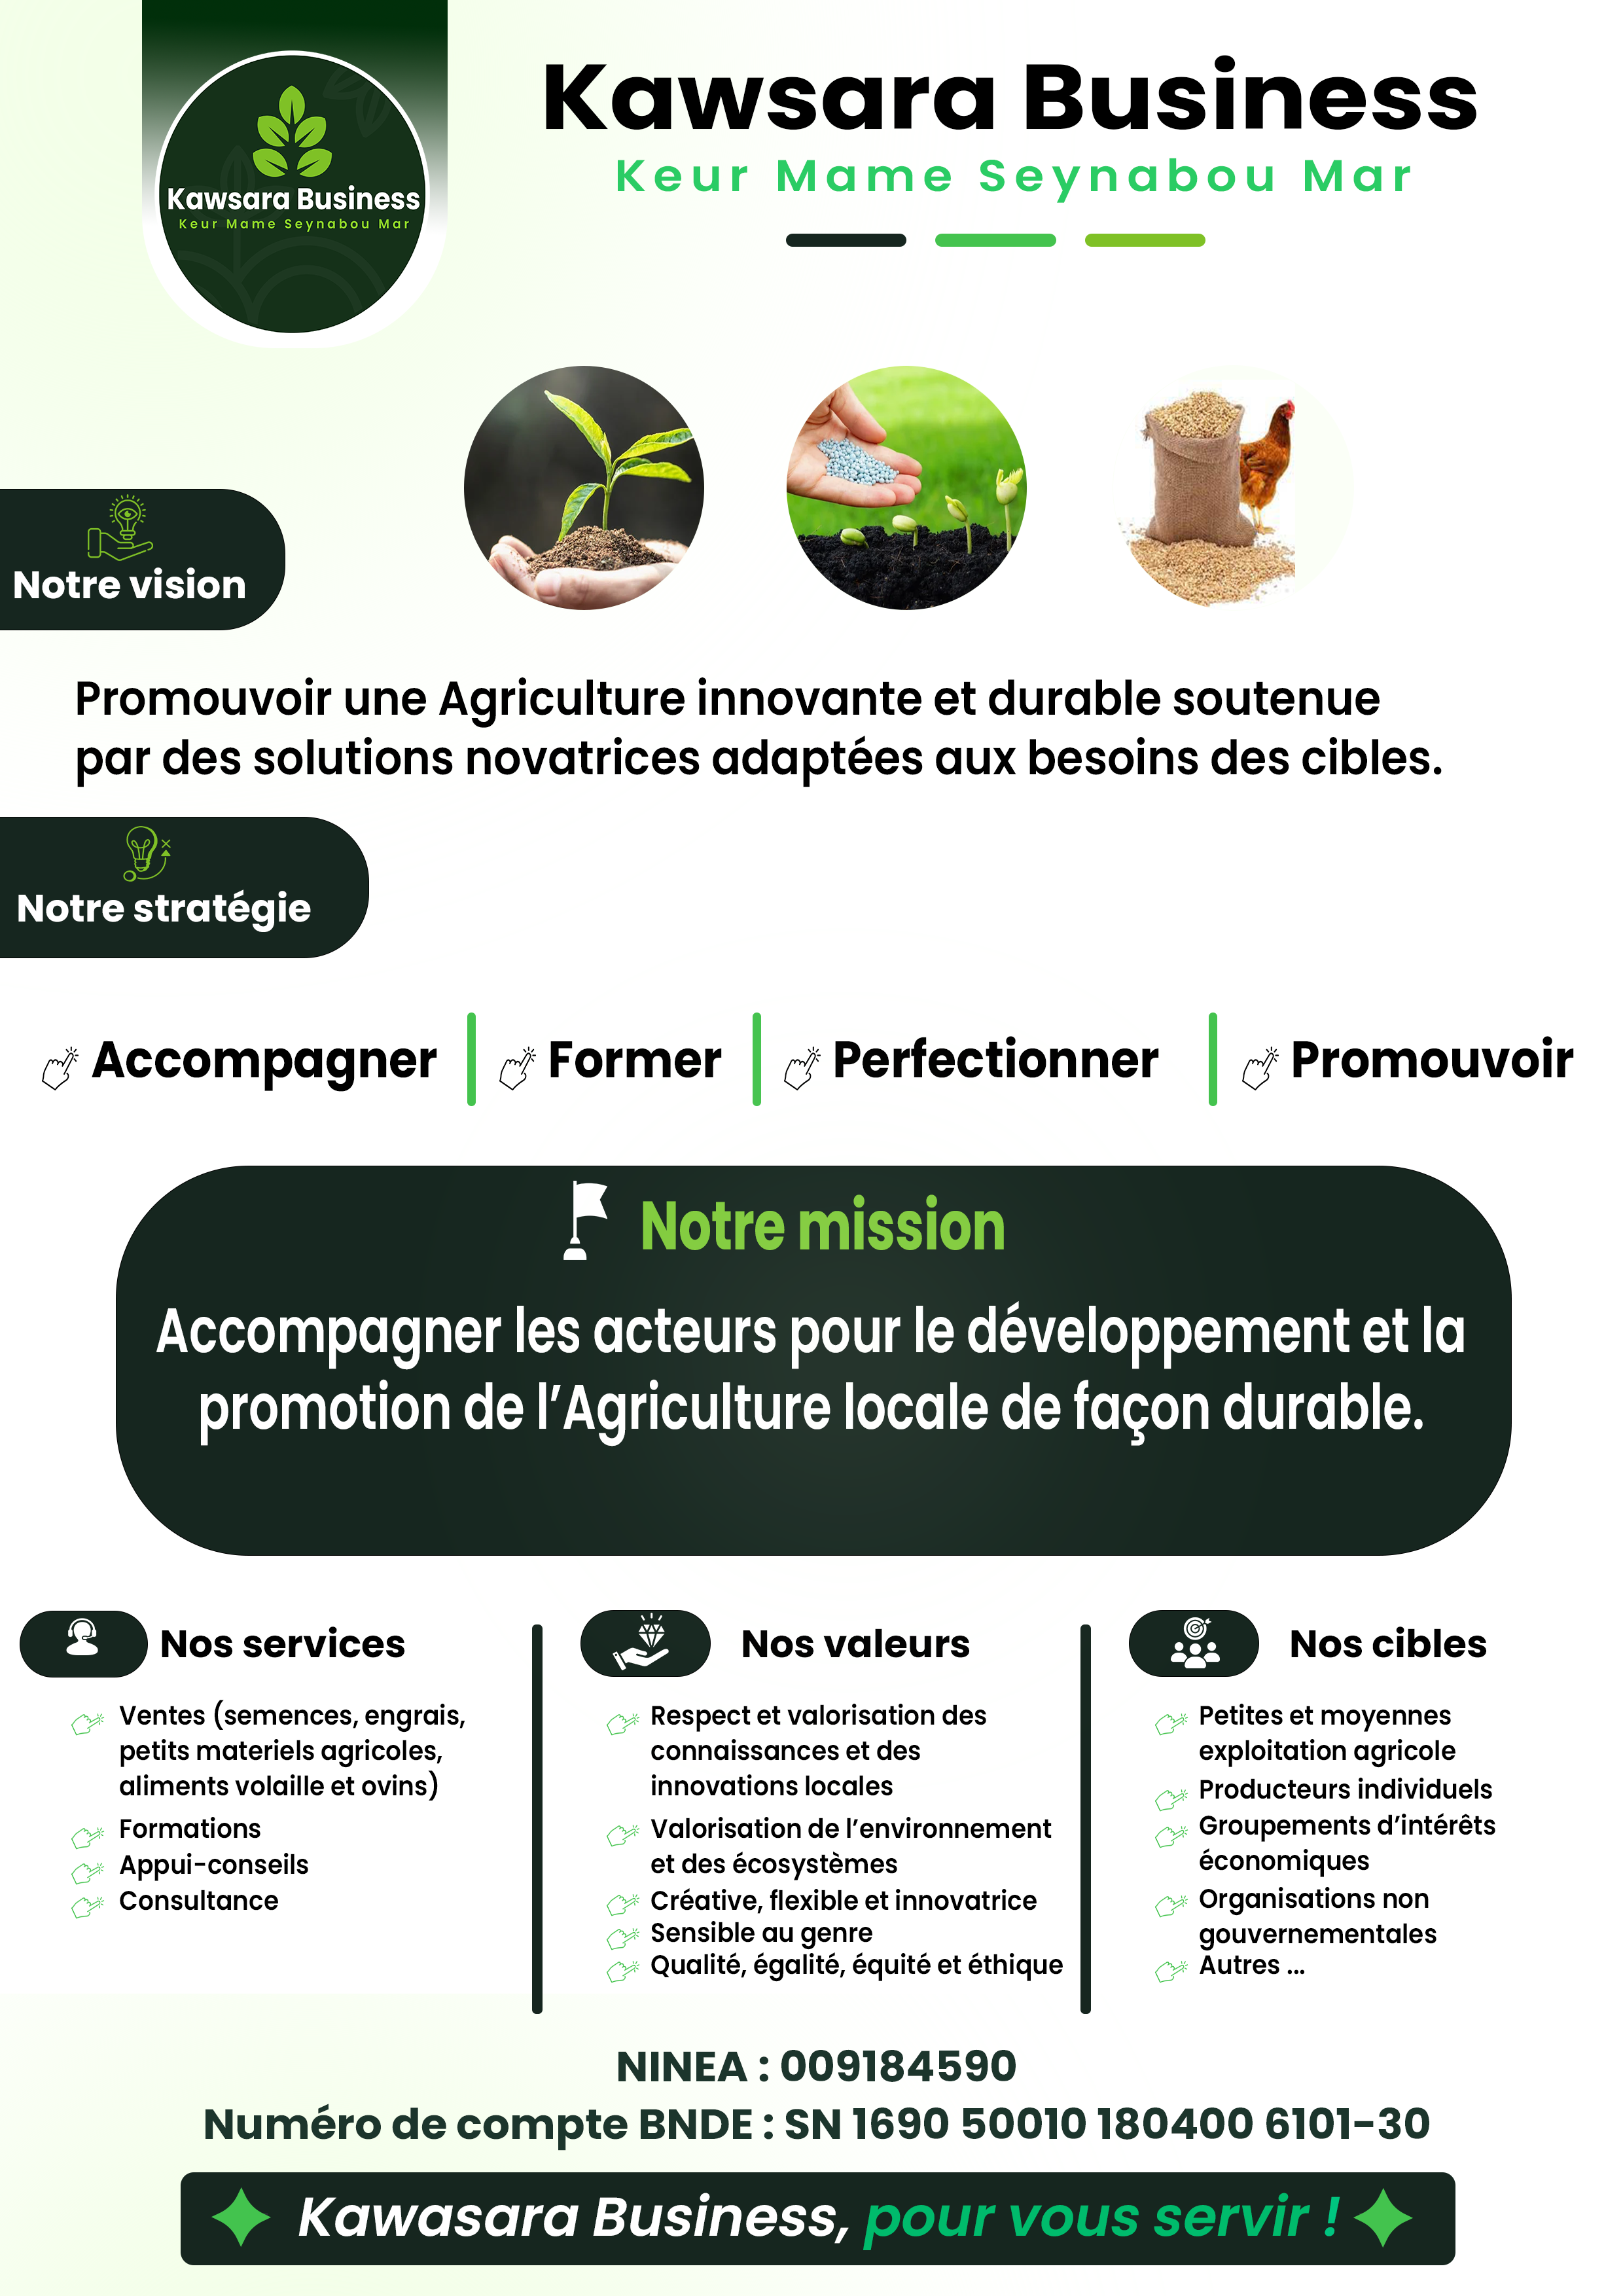 Kawsara Business
Keur Mame Seynabou Mar
Kawsara Business
Keur Mame Seynabou Mar
Notre vision
Promouvoir une Agriculture innovante et durable soutenue
par des solutions novatrices adaptées aux besoins des cibles.
Notre stratégie
Accompagner
Former
Perfectionner
Promouvoir
Notre mission
Accompagner les acteurs pour le développement et la
promotion de l’Agriculture locale de façon durable.
Nos services
Ventes (semences, engrais,
petits materiels agricoles,
aliments volaille et ovins)
Formations
Appui-conseils
Consultance
Nos valeurs
Respect et valorisation des
connaissances et des
innovations locales
Valorisation de l’environnement
et des écosystèmes
Créative, flexible et innovatrice
Sensible au genre
Qualité, égalité, équité et éthique
Nos cibles
Petites et moyennes
exploitation agricole
Producteurs individuels
Groupements d’intérêts
économiques
Organisations non
gouvernementales
Autres ...
NINEA : 009184590
Numéro de compte BNDE : SN 1690 50010 180400 6101-30
Kawasara Business, pour vous servir !